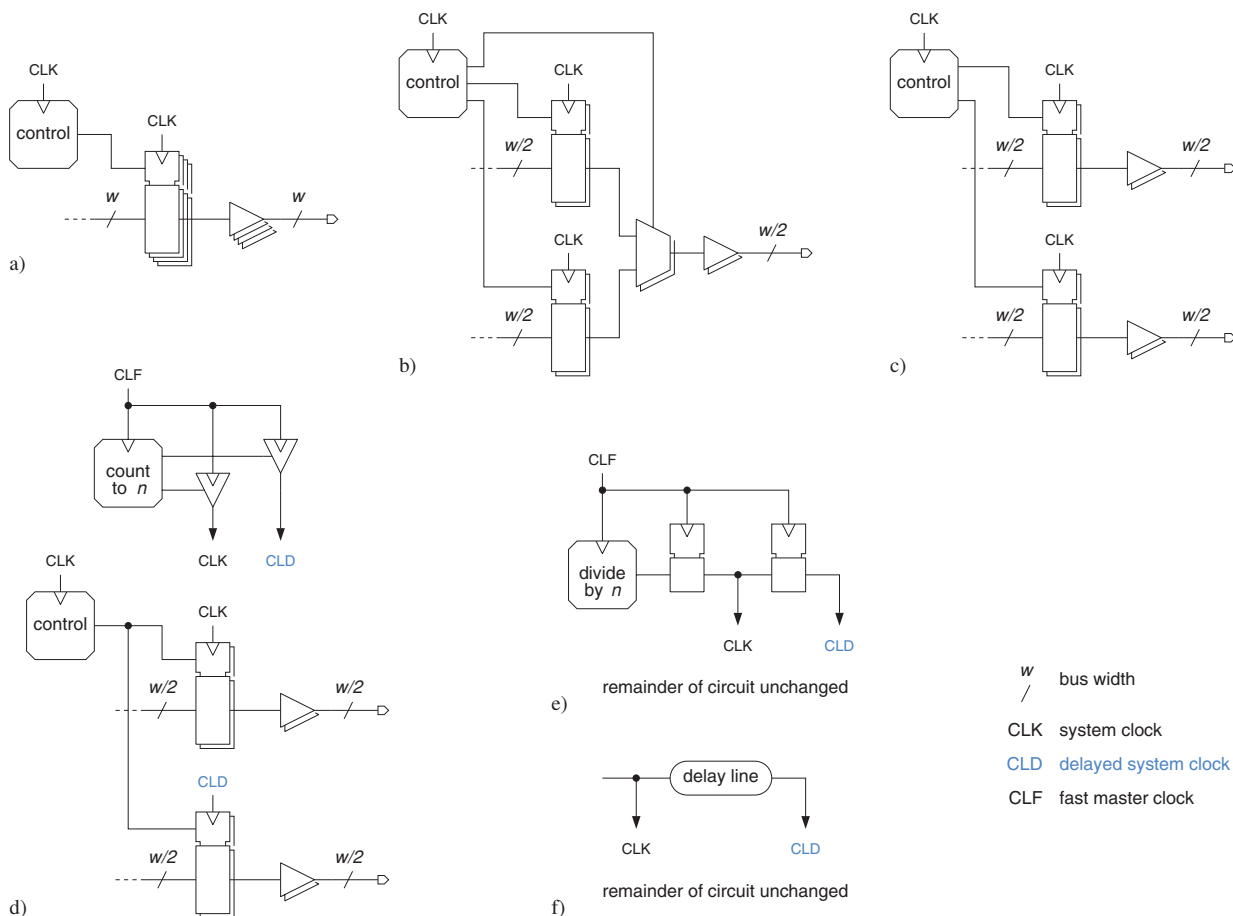 CLK
control
CLK
w
w
a)
CLK
control
CLK
w/2
CLK
w/2
w/2
b)
CLK
control
CLK
w/2
w/2
CLK
w/2
w/2
c)
CLF
count
to n
CLK
CLD
CLK
control
CLK
w/2
w/2
CLD
w/2
w/2
d)
CLF
divide
by n
CLK
CLD
remainder of circuit unchanged
e)
delay line
CLK
CLD
remainder of circuit unchanged
f)
w bus width
CLK system clock
CLD delayed system clock
CLF fast master clock